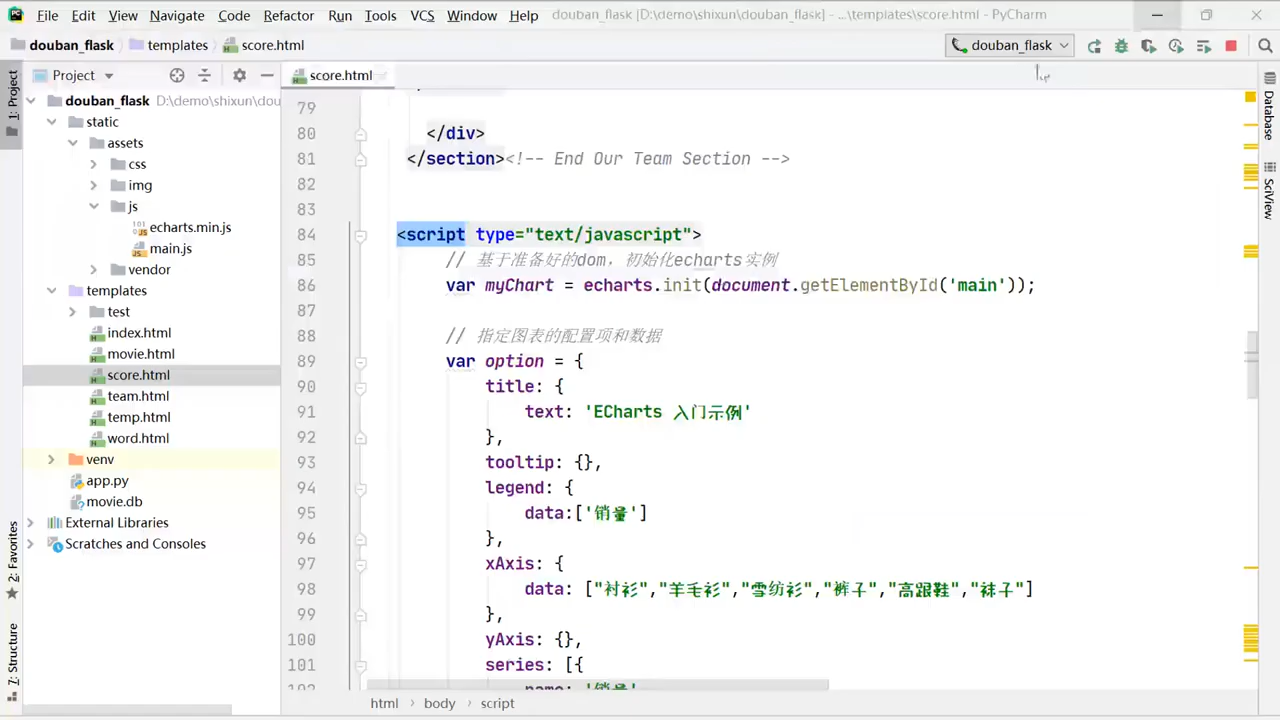 File Edit View Navigate Code Refactor Run Tools VCS Window Help douban_flask [D:\demo\shixun\douban_flask] - ...\templates\score.html - PyCharm
douban_flask templates score.html douban_flask
Project
score.html
1: Project
2: Favorites
7: Structure
Database
SciView
douban_flask D:\demo\shixun\dou
static
assets
css
img
js
echarts.min.js
main.js
vendor
templates
test
index.html
movie.html
score.html
team.html
temp.html
word.html
venv
app.py
movie.db
External Libraries
Scratches and Consoles
79
80 </div>
81 </section><!-- End Our Team Section -->
82
83
84 <script type="text/javascript">
85 // 基于准备好的dom，初始化echarts实例
86 var myChart = echarts.init(document.getElementById('main'));
87
88 // 指定图表的配置项和数据
89 var option = {
90 title: {
91 text: 'ECharts 入门示例'
92 },
93 tooltip: {},
94 legend: {
95 data:['销量']
96 },
97 xAxis: {
98 data: ["衬衫","羊毛衫","雪纺衫","裤子","高跟鞋","袜子"]
99 },
100 yAxis: {},
101 series: [{
102 name: '销量',
html › body › script